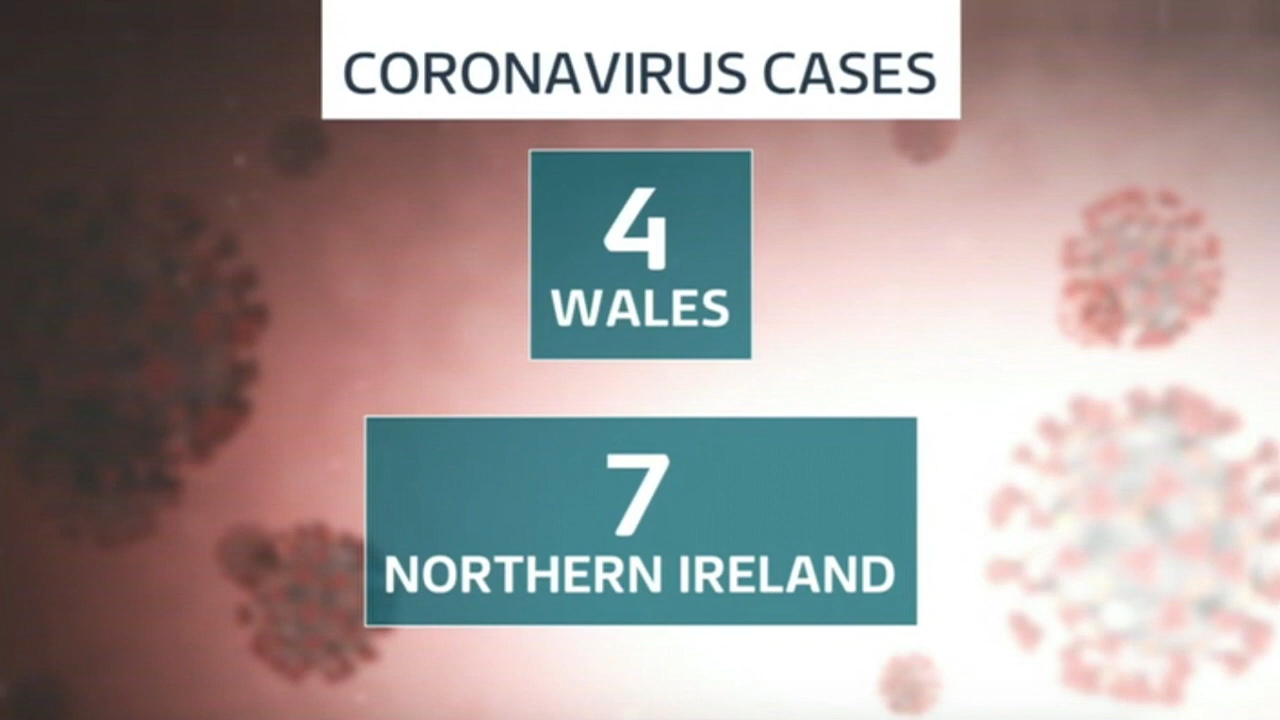 CORONAVIRUS CASES
4
WALES
7
NORTHERN IRELAND